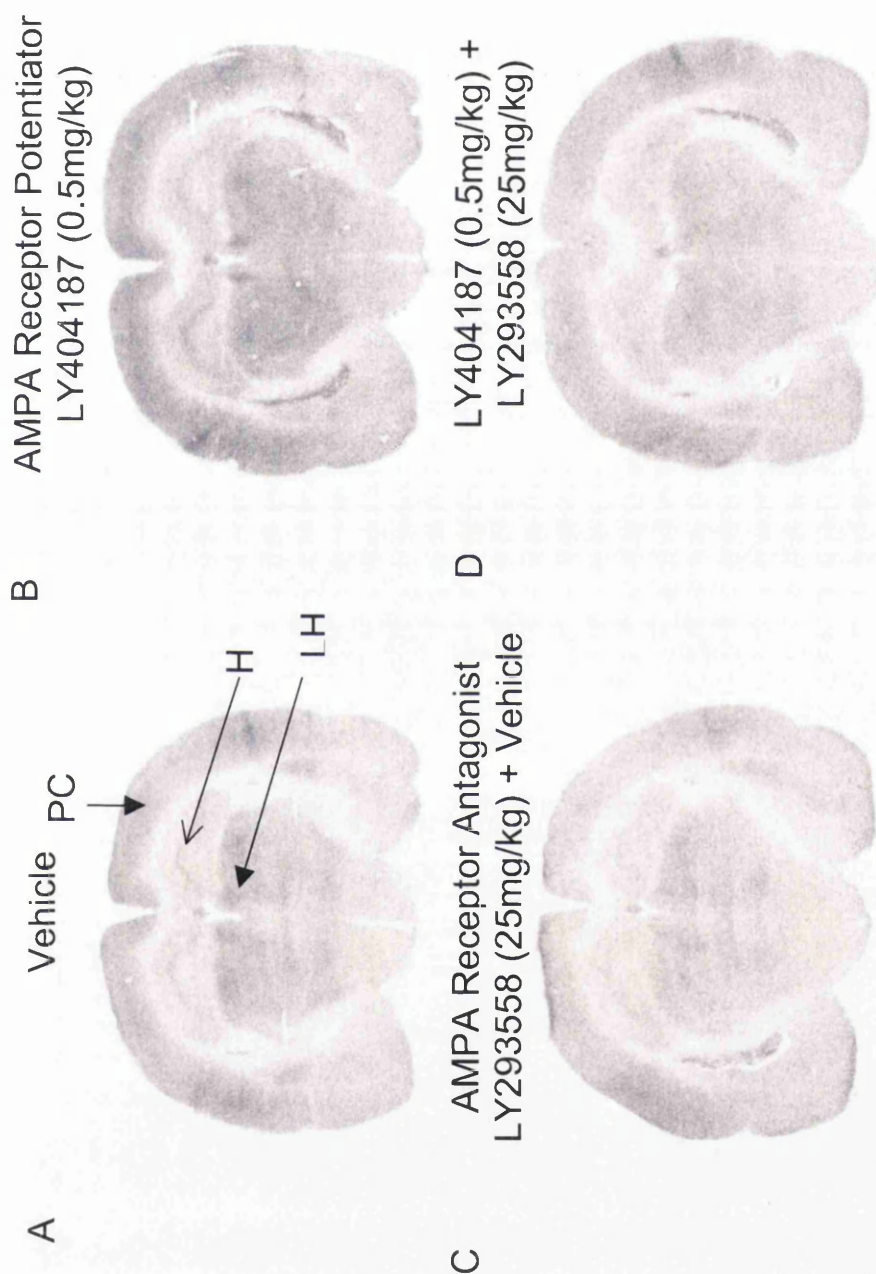 A
Vehicle
PC
H
LH
B
AMPA Receptor Potentiator
LY404187 (0.5mg/kg)
C
AMPA Receptor Antagonist
LY293558 (25mg/kg) + Vehicle
D
LY404187 (0.5mg/kg) +
LY293558 (25mg/kg)